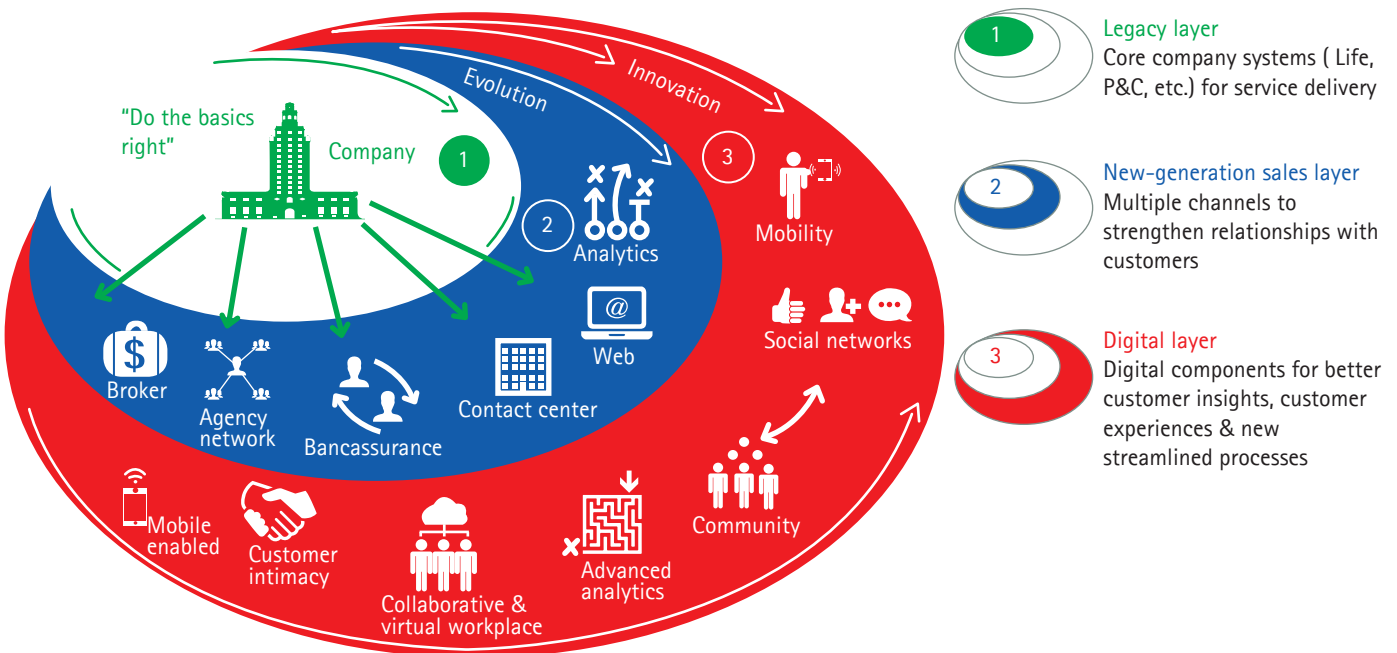 "Do the basics
right"
Company
1
Evolution
Innovation
2
3
Analytics
Mobility
@
Web
Social networks
$
Broker
Agency
network
Bancassurance
Contact center
Mobile
enabled
Customer
intimacy
Collaborative &
virtual workplace
Advanced
analytics
Community
1
Legacy layer
Core company systems ( Life,
P&C, etc.) for service delivery
2
New-generation sales layer
Multiple channels to
strengthen relationships with
customers
3
Digital layer
Digital components for better
customer insights, customer
experiences & new
streamlined processes